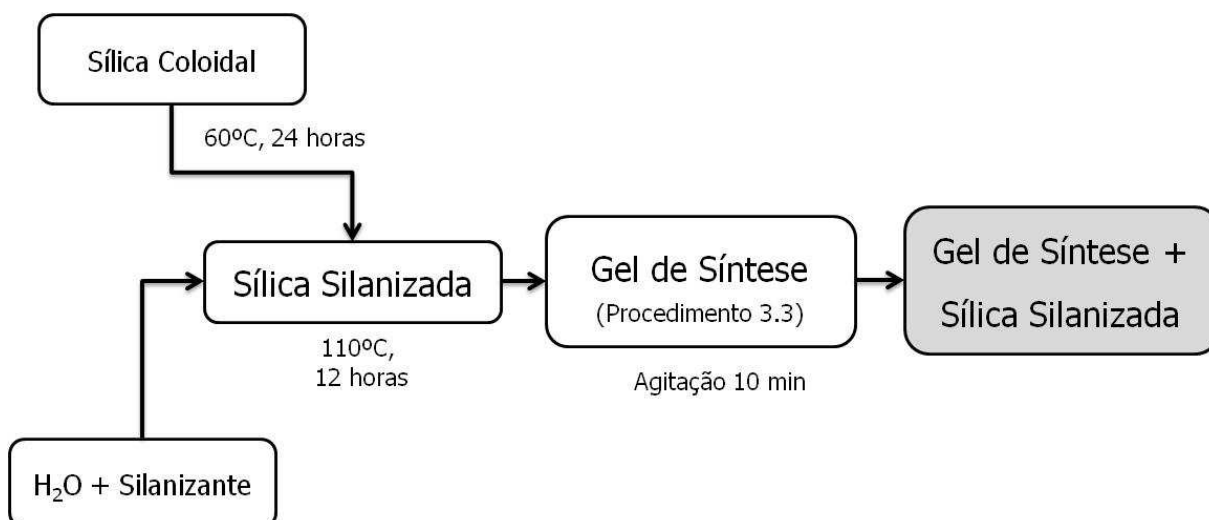 Sílica Coloidal
60ºC, 24 horas
Sílica Silanizada
110ºC,
12 horas
H₂O + Silanizante
Gel de Síntese
(Procedimento 3.3)
Agitação 10 min
Gel de Síntese +
Sílica Silanizada